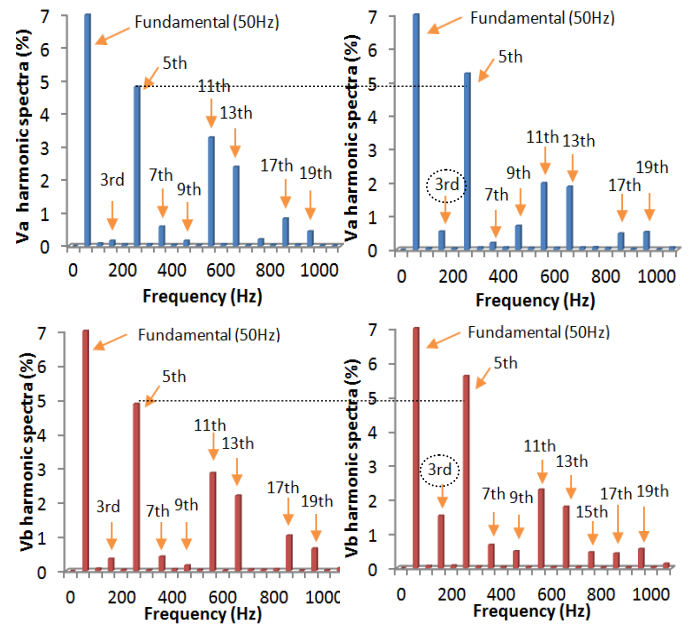 Va harmonic spectra (%)
7
6
5
4
3
2
1
0
Fundamental (50Hz)
5th
11th
13th
3rd
7th
9th
17th
19th
0 200 400 600 800 1000
Frequency (Hz)
Va harmonic spectra (%)
7
6
5
4
3
2
1
0
Fundamental (50Hz)
5th
11th
13th
9th
3rd
7th
17th
19th
0 200 400 600 800 1000
Frequency (Hz)
Vb harmonic spectra (%)
7
6
5
4
3
2
1
0
Fundamental (50Hz)
5th
11th
13th
3rd
7th
9th
17th
19th
0 200 400 600 800 1000
Frequency (Hz)
Vb harmonic spectra (%)
7
6
5
4
3
2
1
0
Fundamental (50Hz)
5th
11th
13th
3rd
7th
9th
15th
17th
19th
0 200 400 600 800 1000
Frequency (Hz)